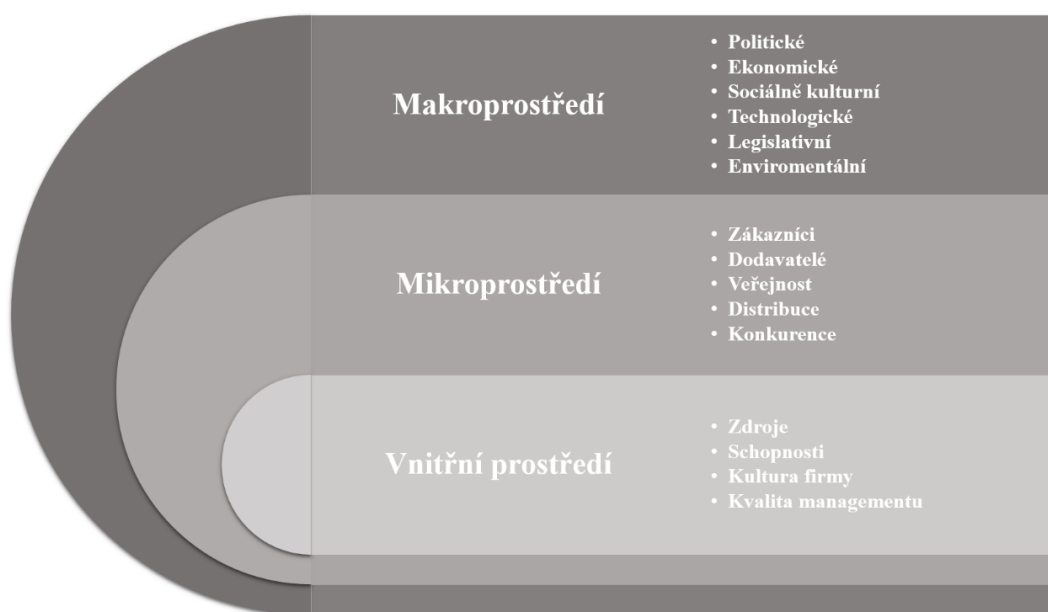 Makroprostředí
• Politické
• Ekonomické
• Sociálně kulturní
• Technologické
• Legislativní
• Enviromentální
Mikroprostředí
• Zákazníci
• Dodavatelé
• Veřejnost
• Distribuce
• Konkurence
Vnitřní prostředí
• Zdroje
• Schopnosti
• Kultura firmy
• Kvalita managementu